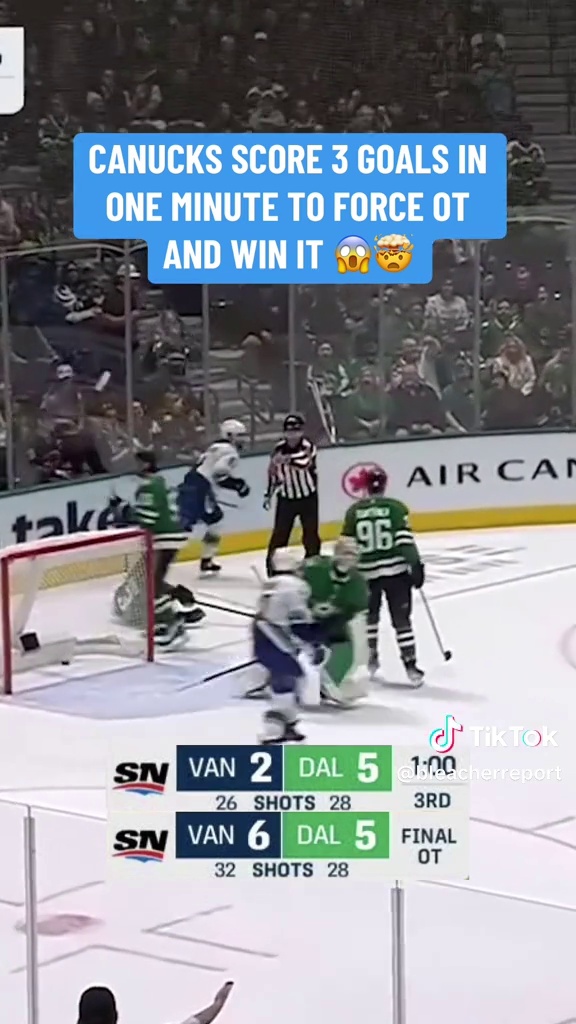 CANUCKS SCORE 3 GOALS IN
ONE MINUTE TO FORCE OT
AND WIN IT 😱🤯
AIR CAN
take
96
TikTok
@bleacherreport
SN VAN 2 DAL 5 1:00
26 SHOTS 28 3RD
SN VAN 6 DAL 5 FINAL
OT
32 SHOTS 28